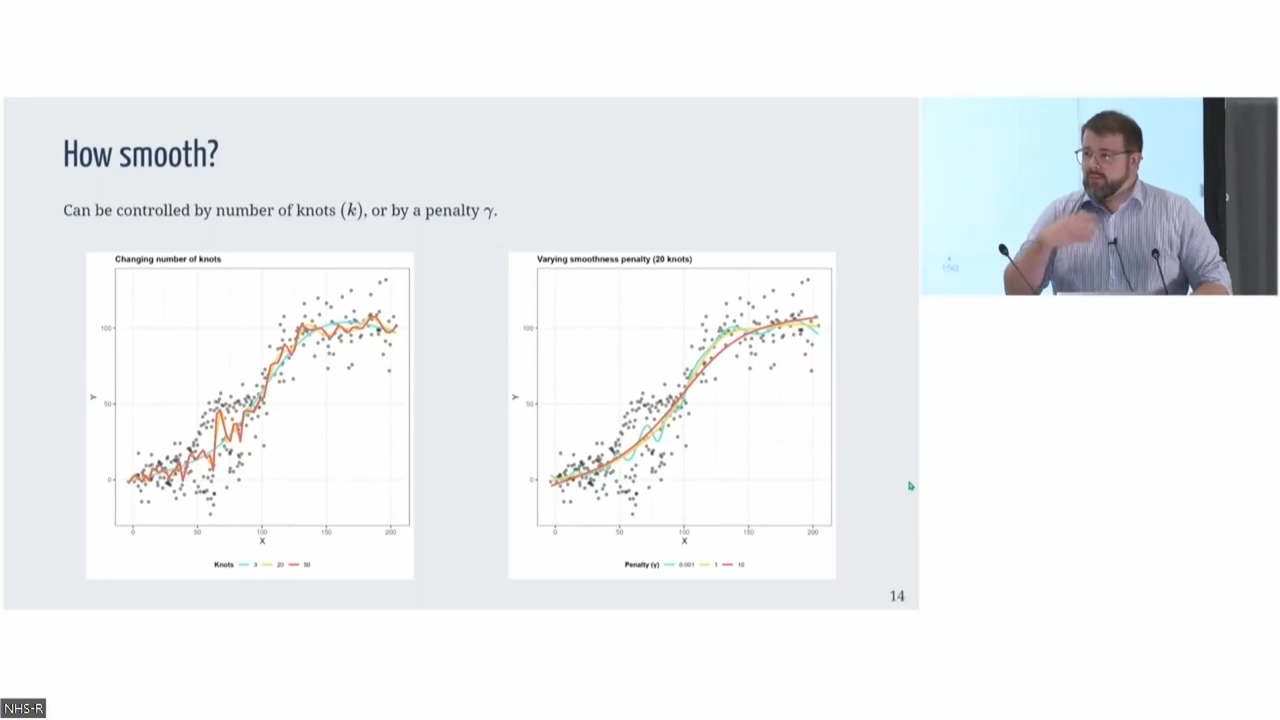 How smooth?
Can be controlled by number of knots (k), or by a penalty γ.
Changing number of knots
100
50
0
Y
0 50 100 150 200
X
Knots 3 20 50
Varying smoothness penalty (20 knots)
100
50
0
Y
0 50 100 150 200
X
Penalty (γ) 0.001 1 10
14
150
NHS-R